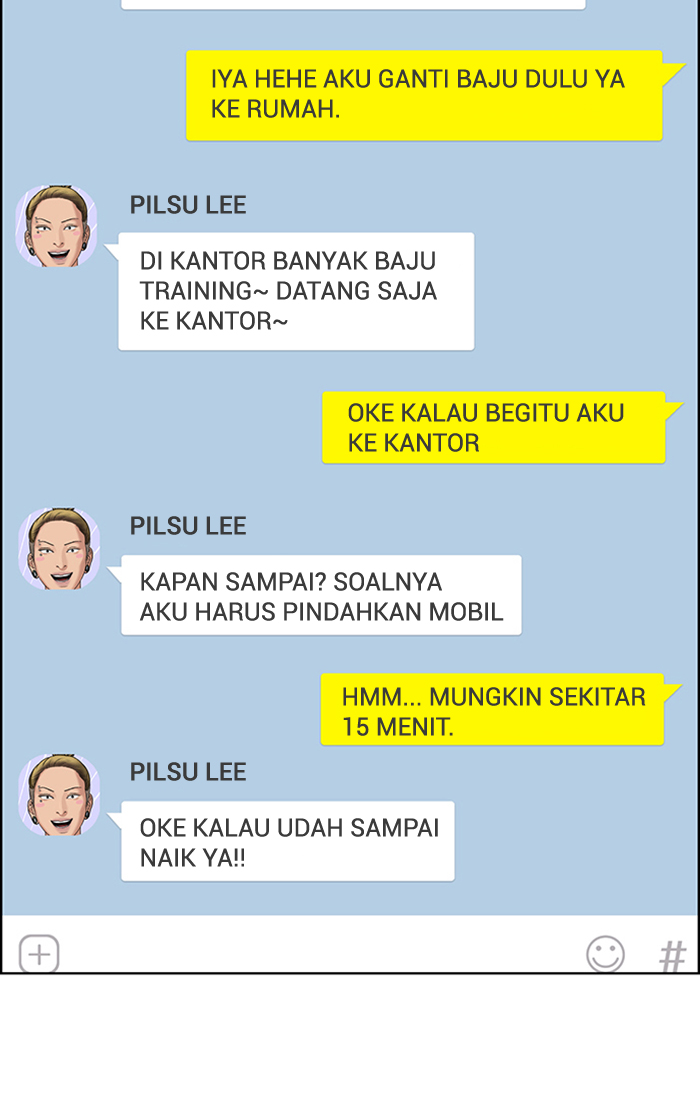 IYA HEHE AKU GANTI BAJU DULU YA
KE RUMAH.
PILSU LEE
DI KANTOR BANYAK BAJU
TRAINING~ DATANG SAJA
KE KANTOR~
OKE KALAU BEGITU AKU
KE KANTOR
PILSU LEE
KAPAN SAMPAI? SOALNYA
AKU HARUS PINDAHKAN MOBIL
HMM... MUNGKIN SEKITAR
15 MENIT.
PILSU LEE
OKE KALAU UDAH SAMPAI
NAIK YA!!
#